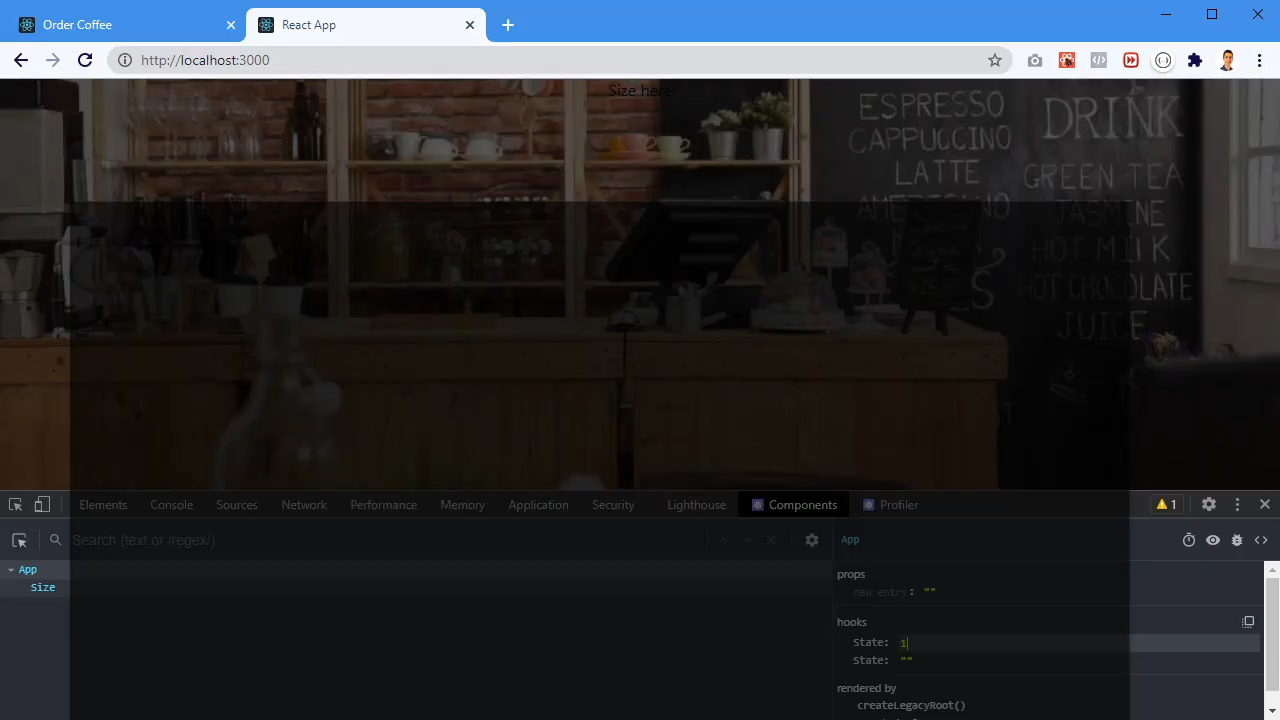 Order Coffee
React App
http://localhost:3000
Size here
ESPRESSO
CAPPUCCINO
LATTE
DRINK
GREEN TEA
JASMINE
HOT MILK
HOT CHOCOLATE
JUICE
Elements Console Sources Network Performance Memory Application Security Lighthouse Components Profiler 1
Search (text or /regex/)
App
Size
App
props
new entry: ""
hooks
State: 1
State: ""
rendered by
createLegacyRoot()